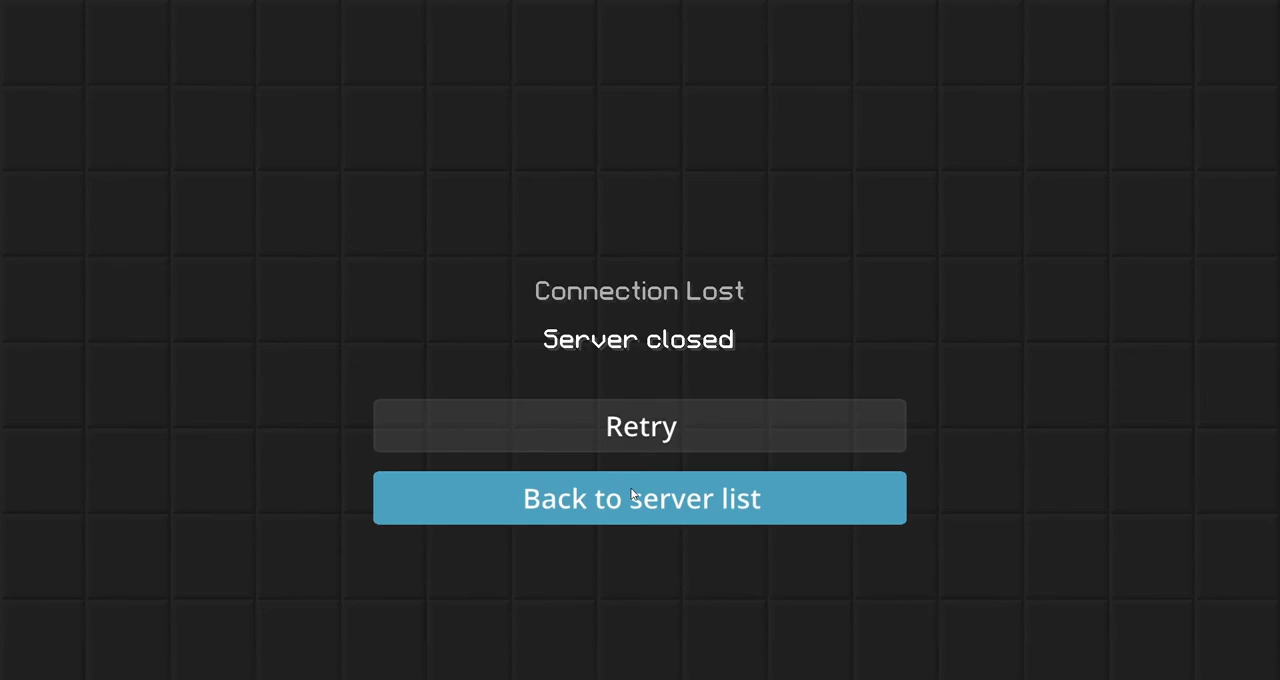 Connection Lost
Server closed
Retry
Back to server list